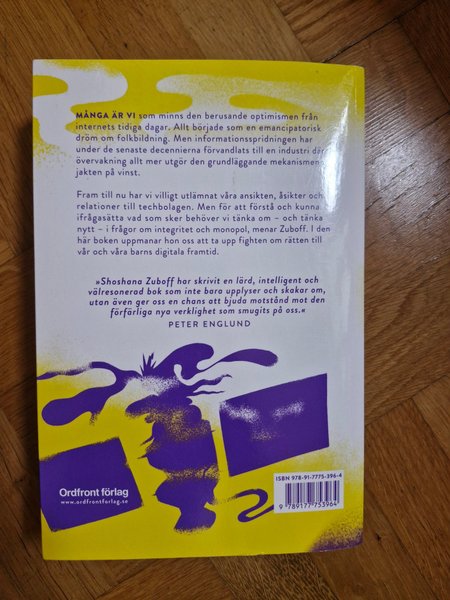 MÅNGA ÄR VI som minns den berusande optimismen från
internets tidiga dagar. Allt började som en emancipatorisk
dröm om folkbildning. Men informationsspridningen har
under de senaste decennierna förvandlats till en industri där
övervakning allt mer utgör den grundläggande mekanismen
jakten på vinst.
Fram till nu har vi villigt utlämnat våra ansikten, åsikter och
relationer till techbolagen. Men för att förstå och kunna
ifrågasätta vad som sker behöver vi tänka om – och tänka
nytt – i frågor om integritet och monopol, menar Zuboff. I den
här boken uppmanar hon oss att ta upp fighten om rätten till
vår och våra barns digitala framtid.
»Shoshana Zuboff har skrivit en lärd, intelligent och
välresonerad bok som inte bara upplyser och skakar om,
utan även ger oss en chans att bjuda motstånd mot den
förfärliga nya verklighet som smugits på oss.«
PETER ENGLUND
Ordfront förlag
www.ordfrontforlag.se
ISBN 978-91-7775-396-4
9 789177 753964